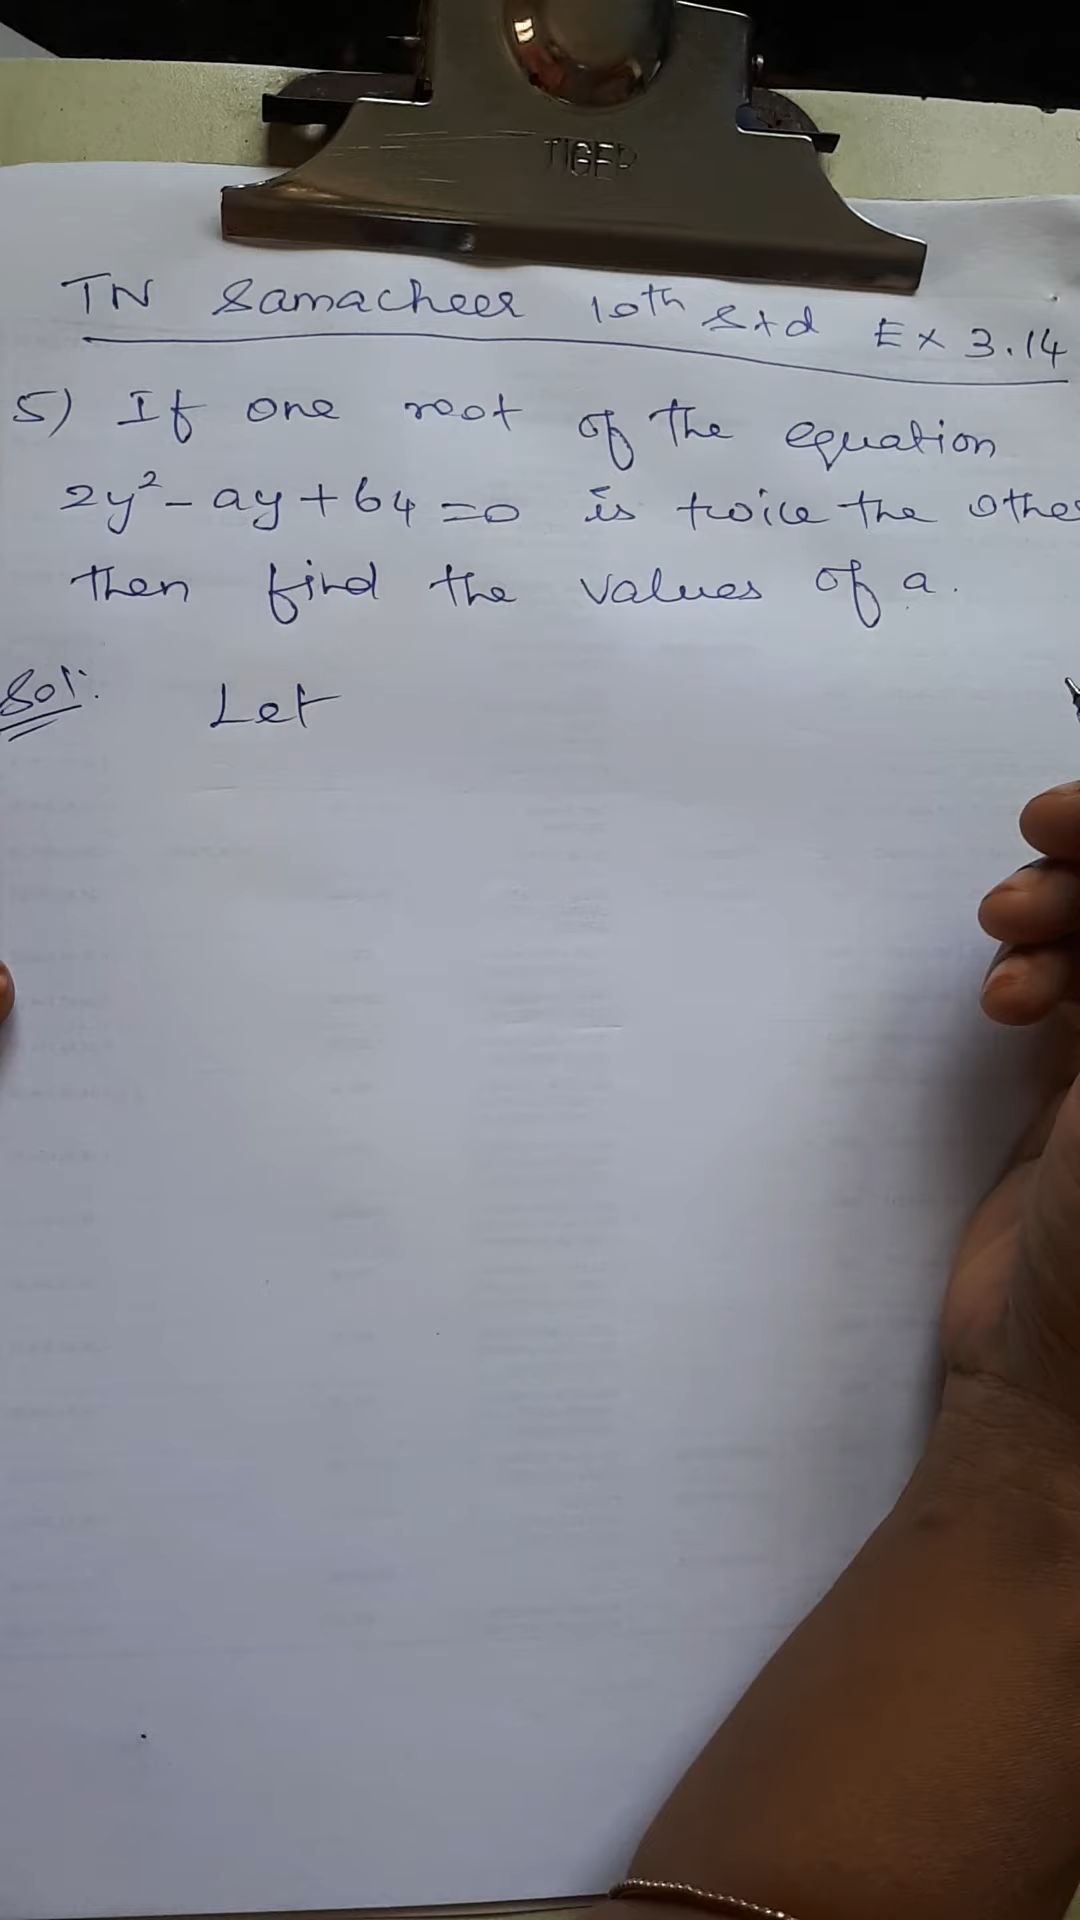 TIGER
TN Samacheer 10th Std Ex 3.14
5) If one root of the equation
2y²- ay + 64 = 0 is twice the othe
then find the values of a.
Sol: Let